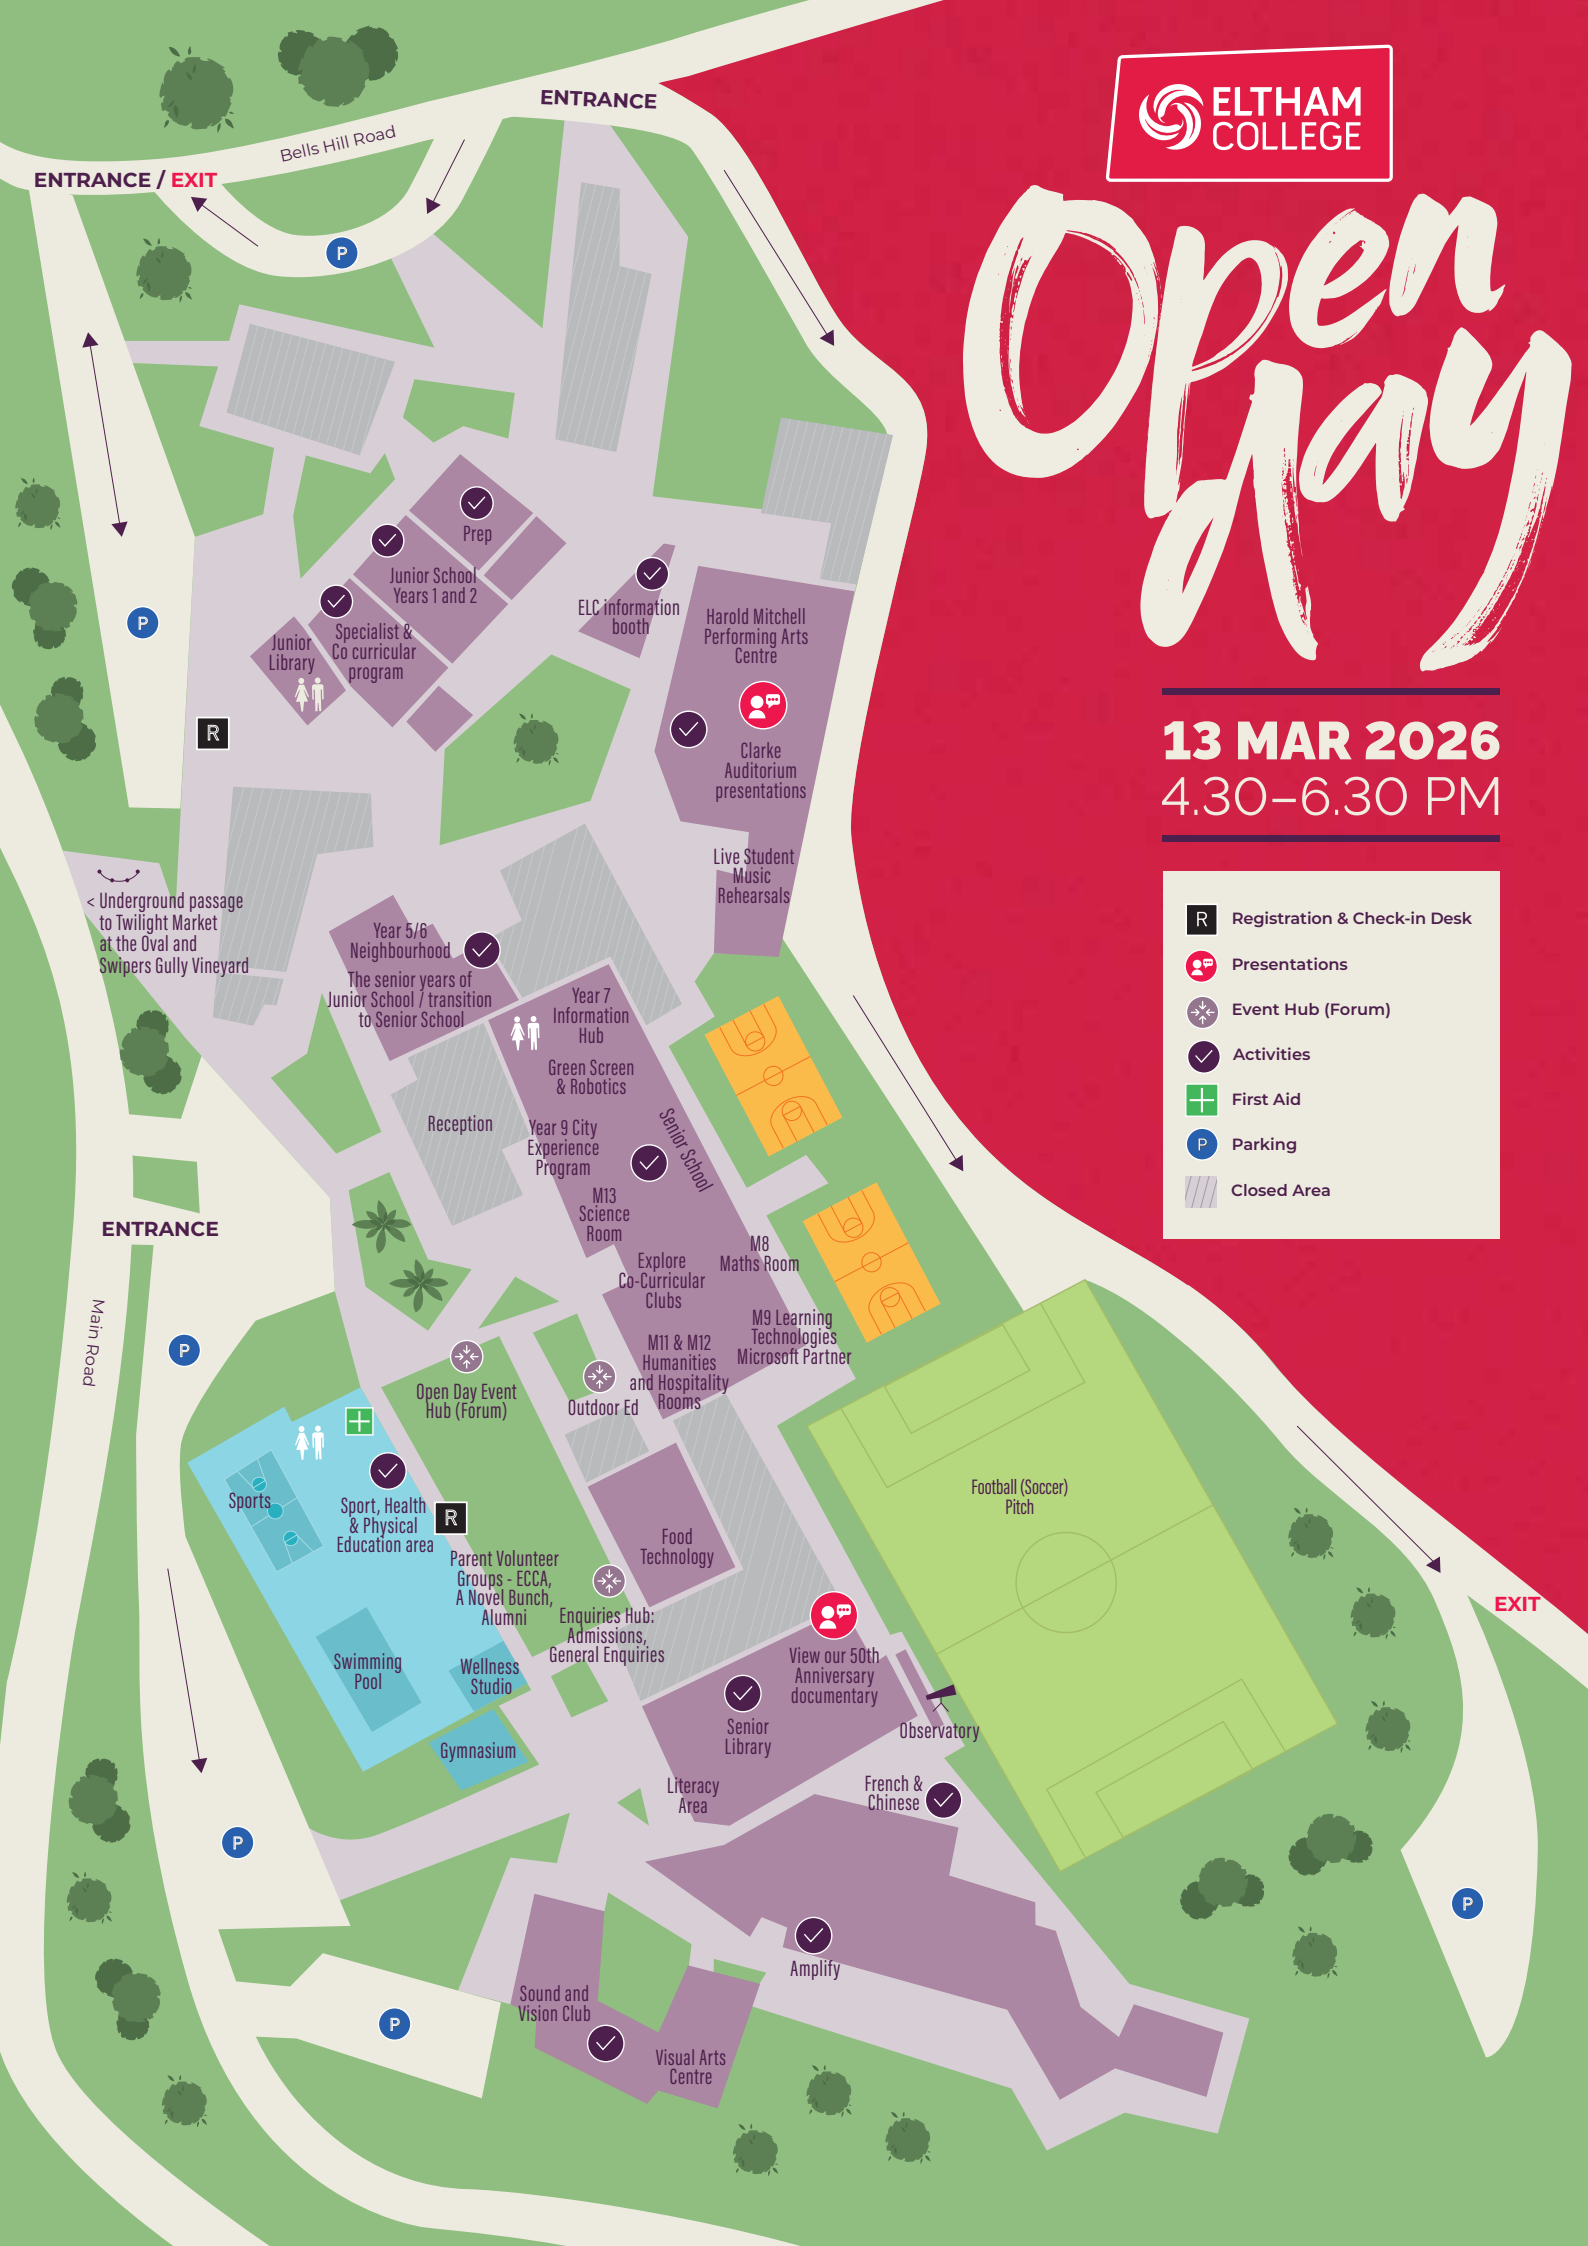 ELTHAM
COLLEGE
Open
Day
13 MAR 2026
4.30–6.30 PM
R Registration & Check-in Desk
Presentations
Event Hub (Forum)
Activities
First Aid
P Parking
Closed Area
ENTRANCE
Bells Hill Road
ENTRANCE / EXIT
P
Prep
Junior School
Years 1 and 2
Specialist &
Co curricular
program
Junior
Library
ELC information
booth
Harold Mitchell
Performing Arts
Centre
Clarke
Auditorium
presentations
Live Student
Music
Rehearsals
P
R
< Underground passage
to Twilight Market
at the Oval and
Swipers Gully Vineyard
Year 5/6
Neighbourhood
The senior years of
Junior School / transition
to Senior School
Year 7
Information
Hub
Green Screen
& Robotics
Reception
Year 9 City
Experience
Program
Senior School
M13
Science
Room
Explore
Co-Curricular
Clubs
M8
Maths Room
M9 Learning
Technologies
Microsoft Partner
M11 & M12
Humanities
and Hospitality
Rooms
ENTRANCE
Main Road
P
Open Day Event
Hub (Forum)
Outdoor Ed
Sports
Sport, Health
& Physical
Education area
R
Parent Volunteer
Groups - ECCA,
A Novel Bunch,
Alumni
Food
Technology
Enquiries Hub:
Admissions,
General Enquiries
Football (Soccer)
Pitch
EXIT
Swimming
Pool
Wellness
Studio
Gymnasium
View our 50th
Anniversary
documentary
Senior
Library
Observatory
Literacy
Area
French &
Chinese
P
P
Amplify
Sound and
Vision Club
P
Visual Arts
Centre